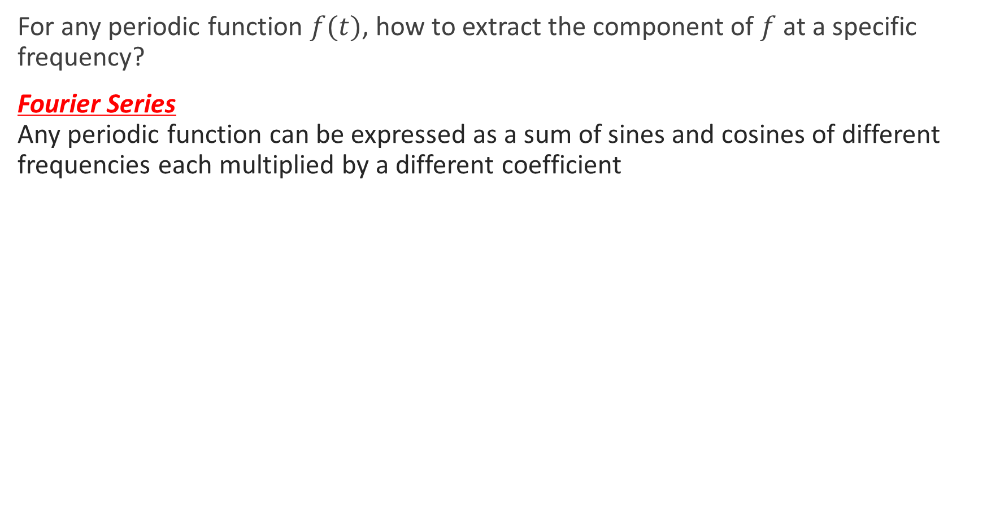 For any periodic function 𝑓(𝑡), how to extract the component of 𝑓 at a specific
frequency?
Fourier Series
Any periodic function can be expressed as a sum of sines and cosines of different
frequencies each multiplied by a different coefficient